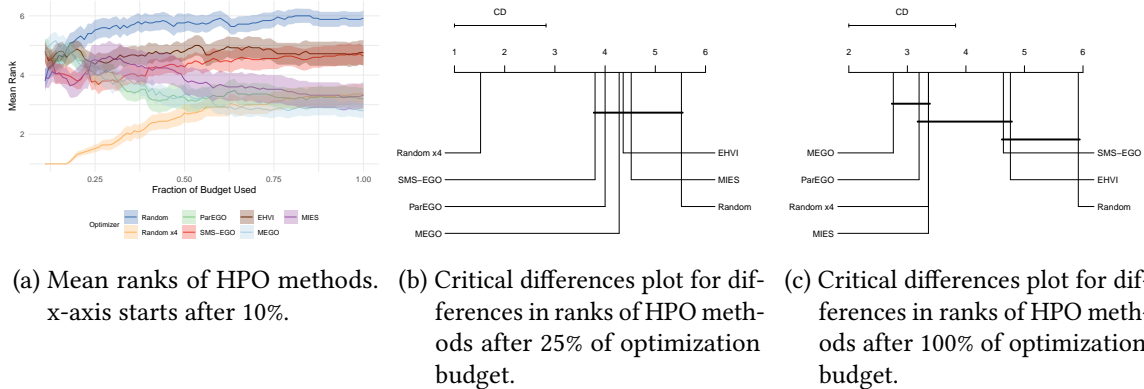 6
4
2
Mean Rank
0.25
0.50
0.75
1.00
Fraction of Budget Used
Optimizer
Random
ParEGO
EHVI
MIES
Random x4
SMS−EGO
MEGO
CD
1 2 3 4 5 6
Random x4
SMS−EGO
ParEGO
MEGO
EHVI
MIES
Random
CD
2 3 4 5 6
MEGO
ParEGO
Random x4
MIES
SMS−EGO
EHVI
Random
(a) Mean ranks of HPO methods.
x-axis starts after 10%.
(b) Critical differences plot for dif-
ferences in ranks of HPO meth-
ods after 25% of optimization
budget.
(c) Critical differences plot for dif-
ferences in ranks of HPO meth-
ods after 100% of optimization
budget.